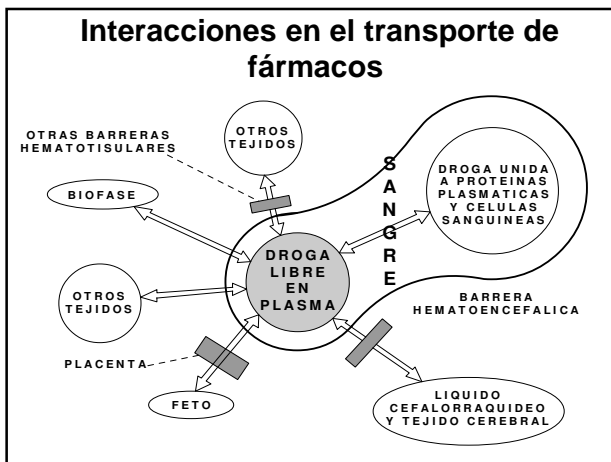 Interacciones en el transporte de
fármacos
OTRAS BARRERAS
HEMATOTISULARES
OTROS
TEJIDOS
BIOFASE
SANGRE
DROGA UNIDA
A PROTEINAS
PLASMATICAS Y
CELULAS
SANGUINEAS
DROGA
LIBRE
EN
PLASMA
OTROS
TEJIDOS
BARRERA
HEMATOENCEFALICA
PLACENTA
FETO
LIQUIDO
CEFALORRAQUIDEO
Y TEJIDO CEREBRAL